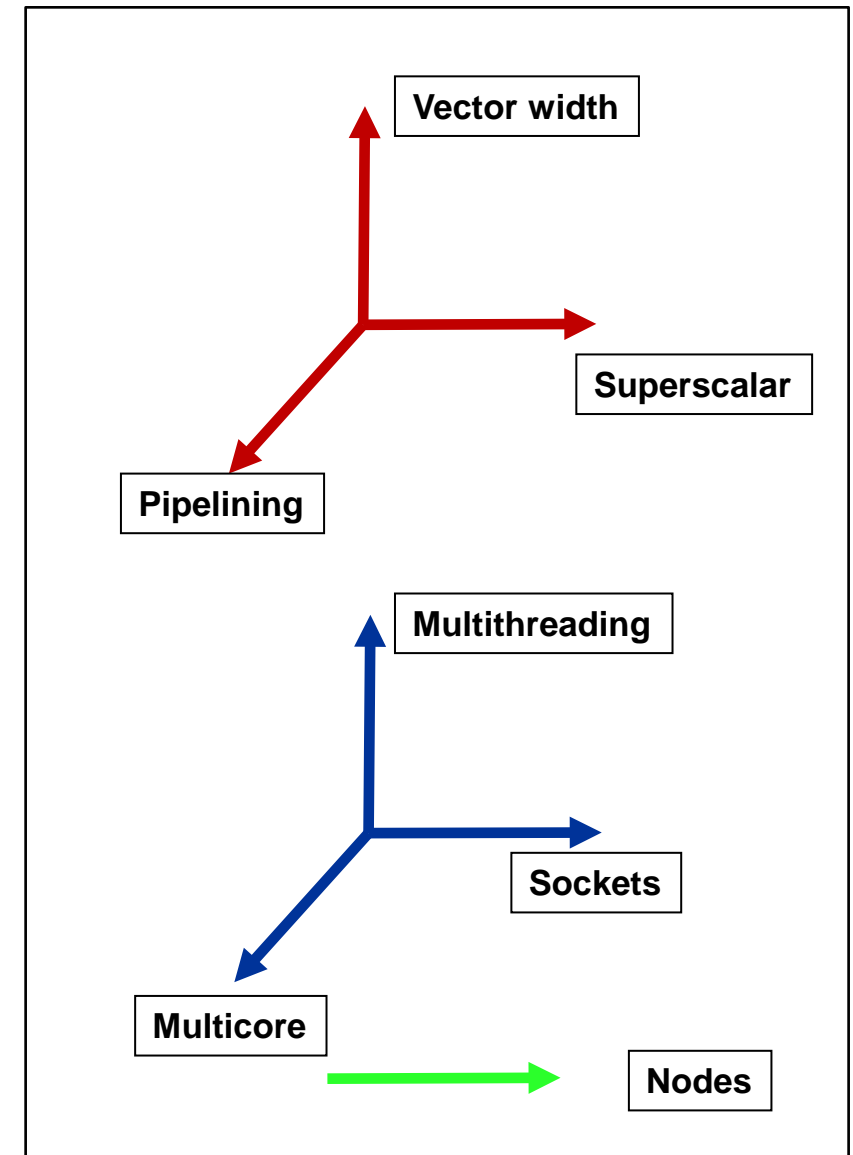 Vector width
Superscalar
Pipelining
Multithreading
Sockets
Multicore
Nodes